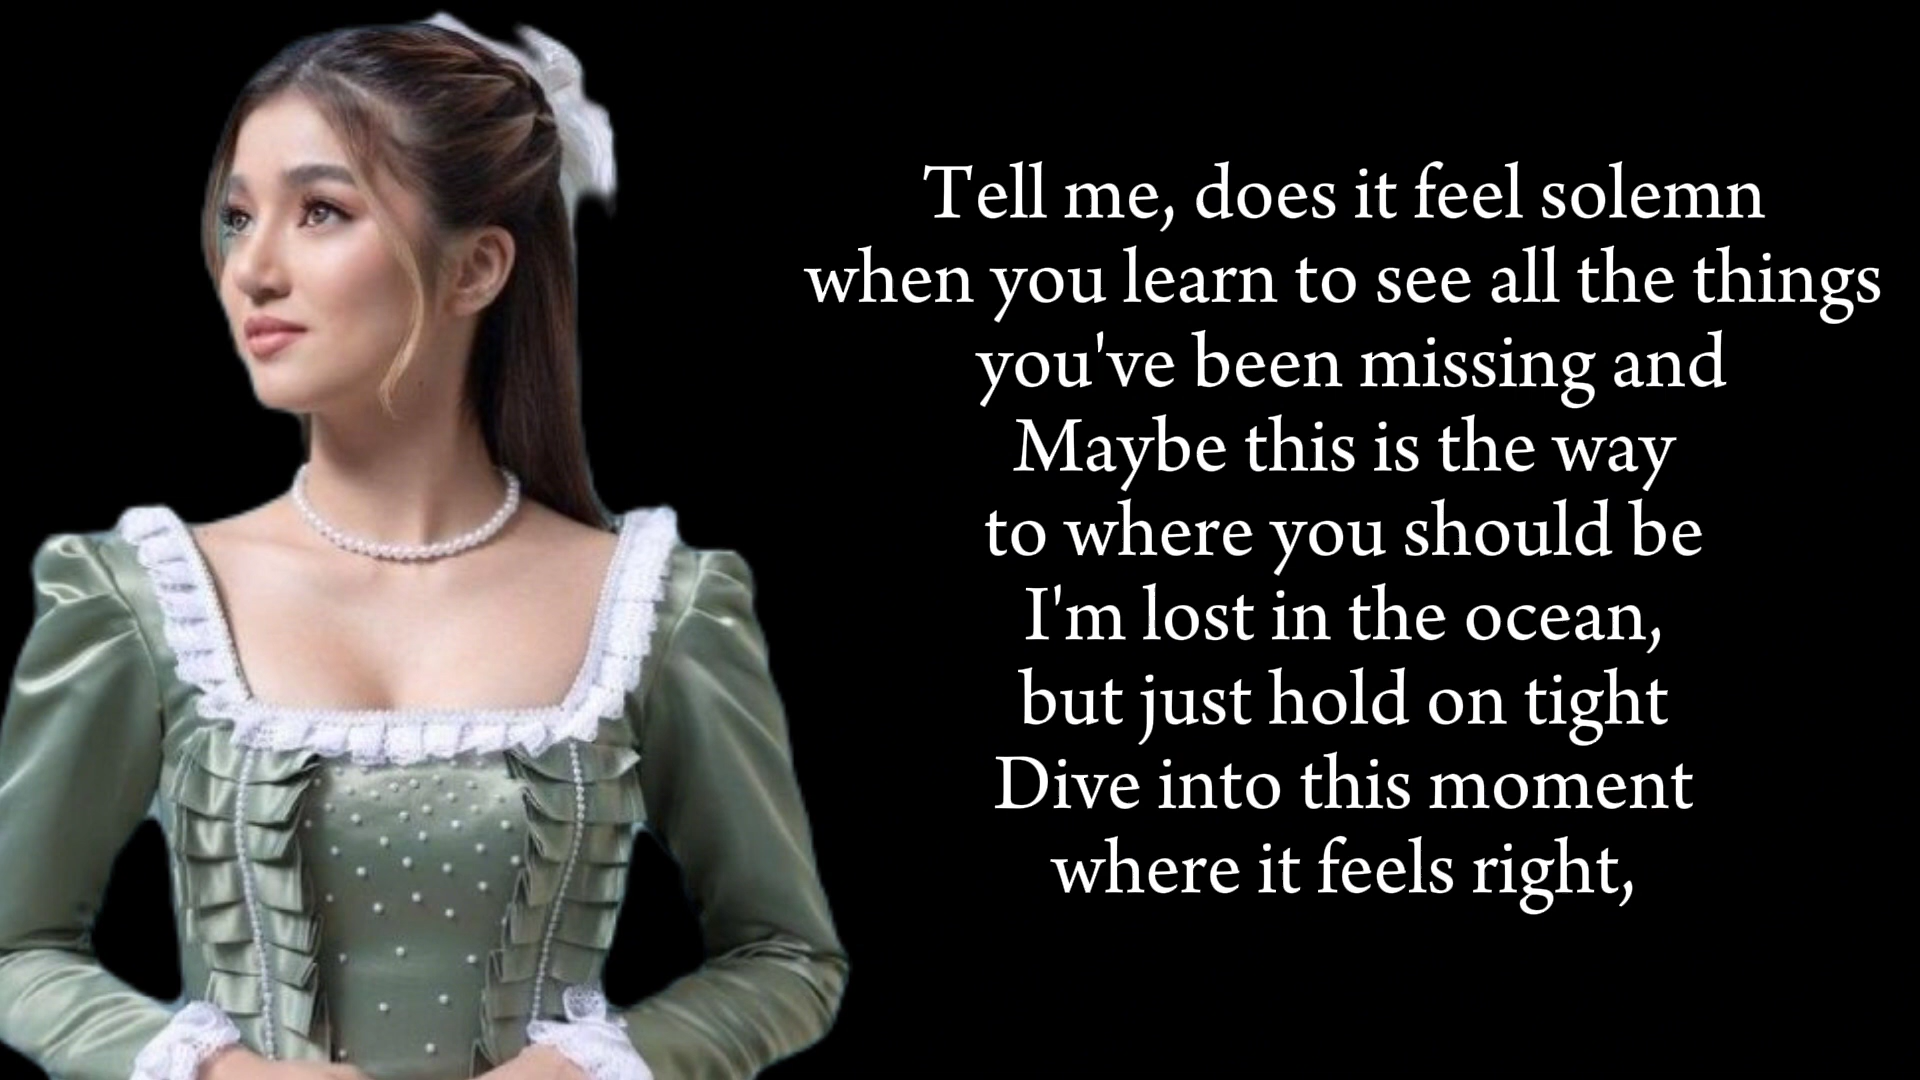 Tell me, does it feel solemn
when you learn to see all the things
you've been missing and
Maybe this is the way
to where you should be
I'm lost in the ocean,
but just hold on tight
Dive into this moment
where it feels right,